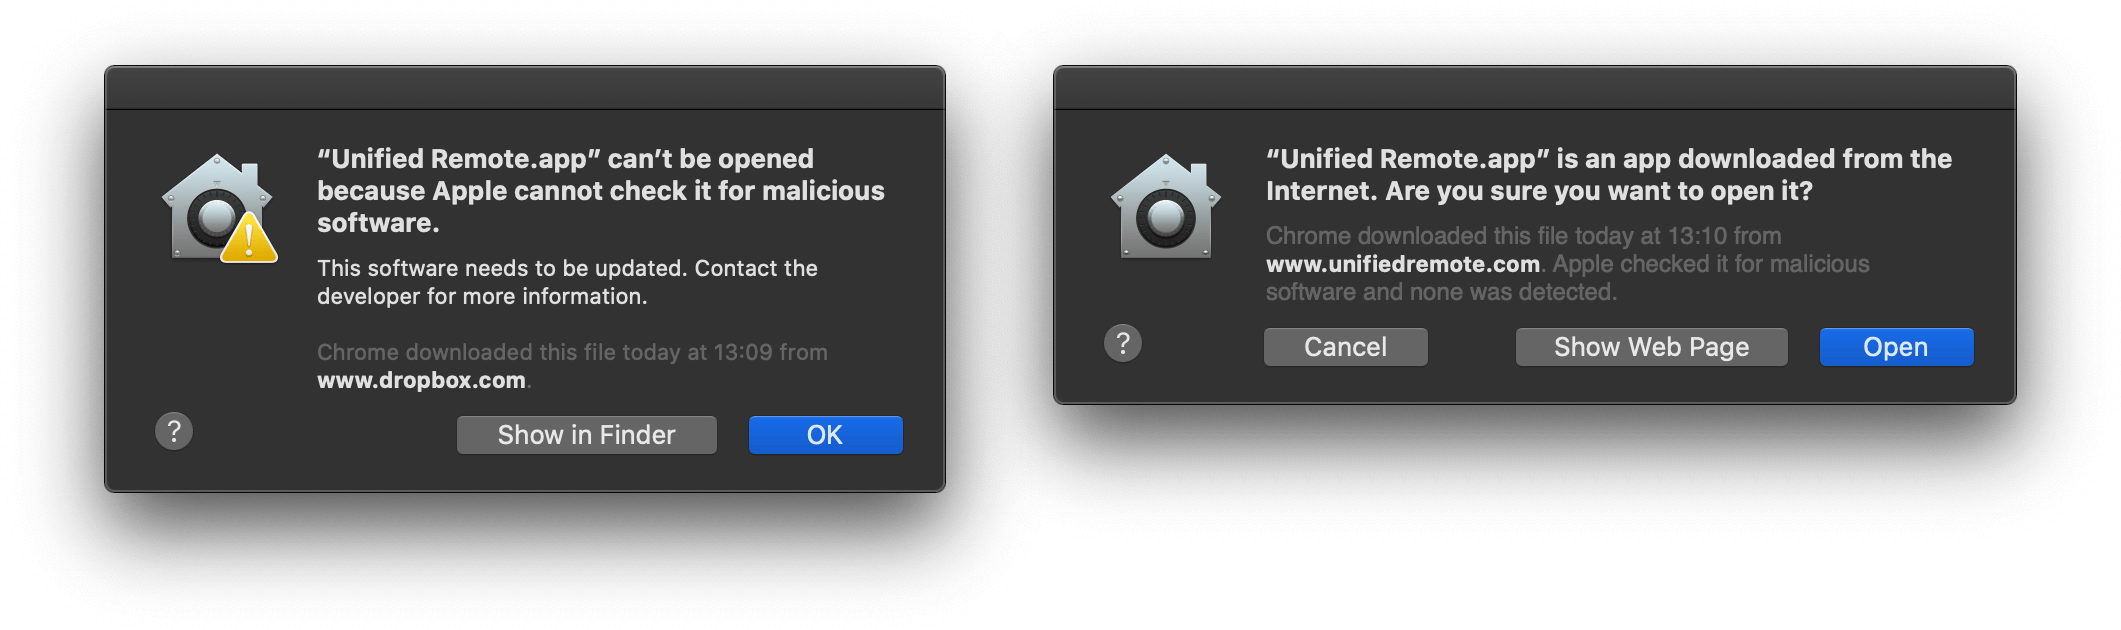 “Unified Remote.app” can’t be opened
because Apple cannot check it for malicious
software.
This software needs to be updated. Contact the
developer for more information.
Chrome downloaded this file today at 13:09 from
www.dropbox.com.
?
Show in Finder
OK
“Unified Remote.app” is an app downloaded from the
Internet. Are you sure you want to open it?
Chrome downloaded this file today at 13:10 from
www.unifiedremote.com. Apple checked it for malicious
software and none was detected.
?
Cancel
Show Web Page
Open